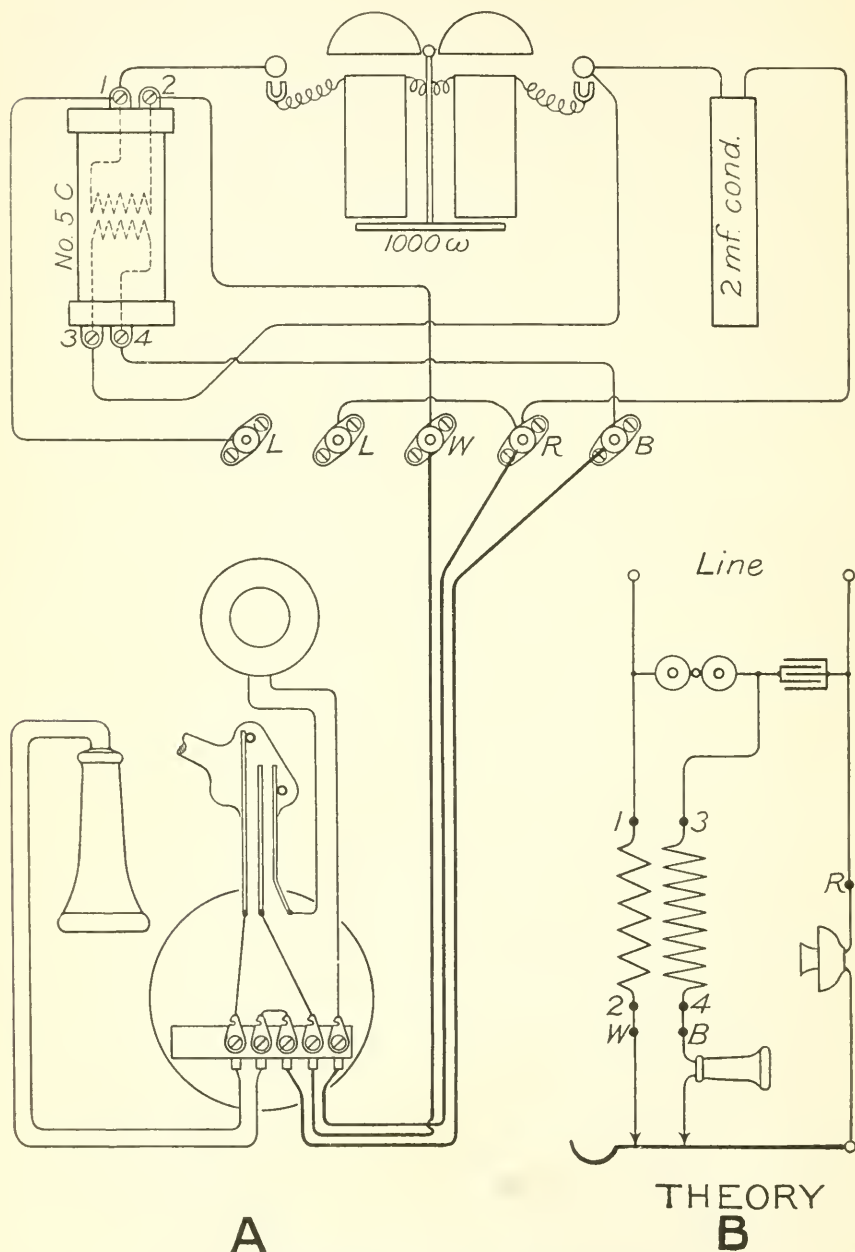 1 2
No. 5 C
1000 ω
2 mf. cond.
3 4
L L W R B
Line
1 3
R
2 4
W B
THEORY
A B